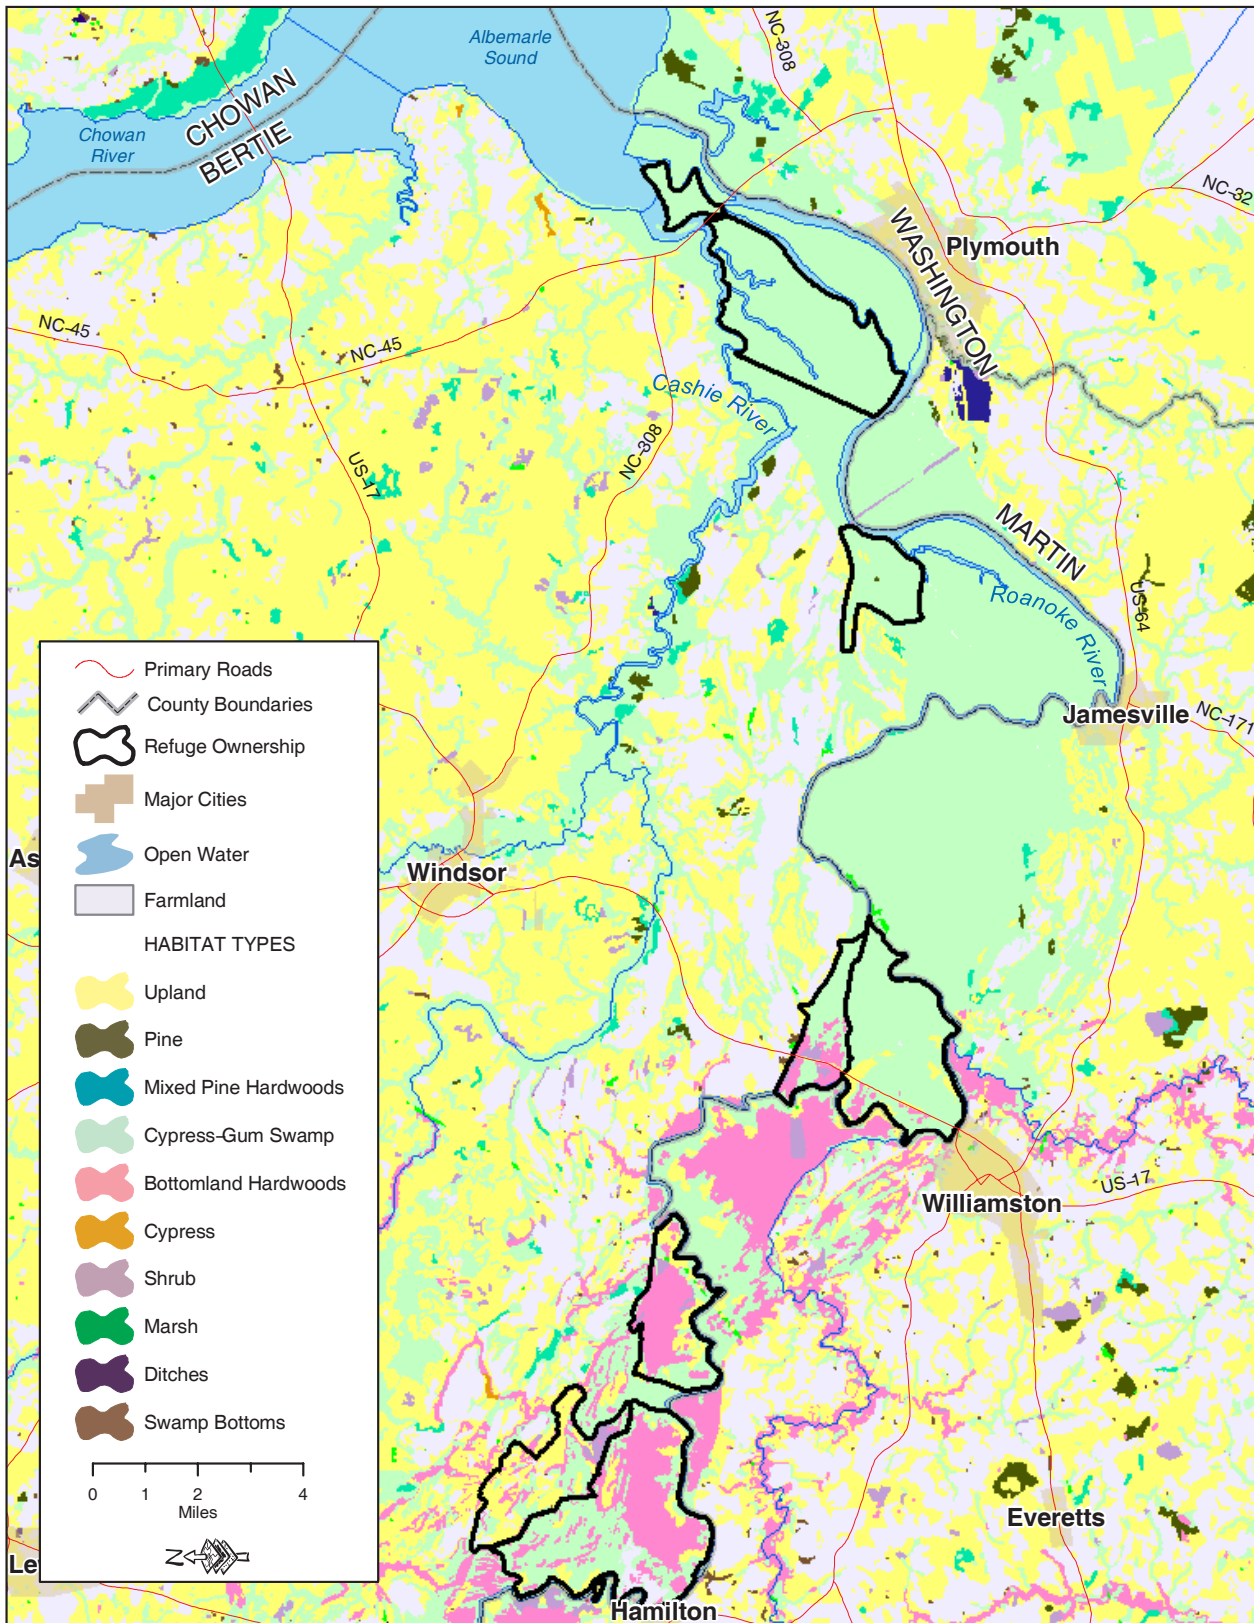 Albemarle
Sound
NC-308
Chowan
River
CHOWAN
BERTIE
NC-32
WASHINGTON
Plymouth
NC-45
NC-45
Cashie River
NC-308
US-17
MARTIN
Roanoke River
US-64
Jamesville
NC-171
As
Windsor
Williamston
US-17
Everetts
Hamilton
Le
Primary Roads
County Boundaries
Refuge Ownership
Major Cities
Open Water
Farmland
HABITAT TYPES
Upland
Pine
Mixed Pine Hardwoods
Cypress-Gum Swamp
Bottomland Hardwoods
Cypress
Shrub
Marsh
Ditches
Swamp Bottoms
0 1 2 4
Miles
N